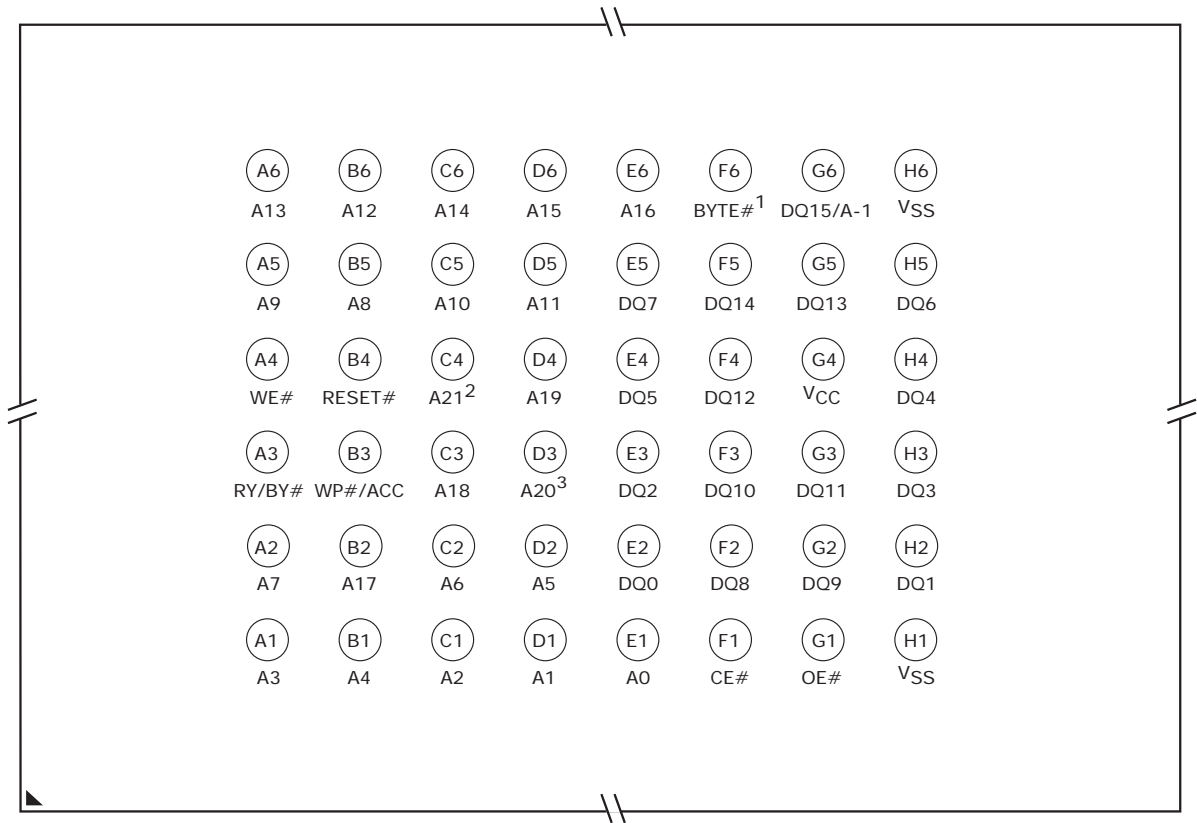 A6 B6 C6 D6 E6 F6 G6 H6
A13 A12 A14 A15 A16 BYTE#1 DQ15/A-1 VSS
A5 B5 C5 D5 E5 F5 G5 H5
A9 A8 A10 A11 DQ7 DQ14 DQ13 DQ6
A4 B4 C4 D4 E4 F4 G4 H4
WE# RESET# A212 A19 DQ5 DQ12 VCC DQ4
A3 B3 C3 D3 E3 F3 G3 H3
RY/BY# WP#/ACC A18 A203 DQ2 DQ10 DQ11 DQ3
A2 B2 C2 D2 E2 F2 G2 H2
A7 A17 A6 A5 DQ0 DQ8 DQ9 DQ1
A1 B1 C1 D1 E1 F1 G1 H1
A3 A4 A2 A1 A0 CE# OE# VSS